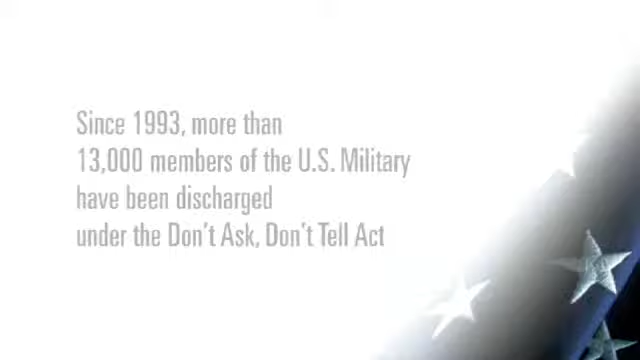 Since 1993, more than
13,000 members of the U.S. Military
have been discharged
under the Don't Ask, Don't Tell Act